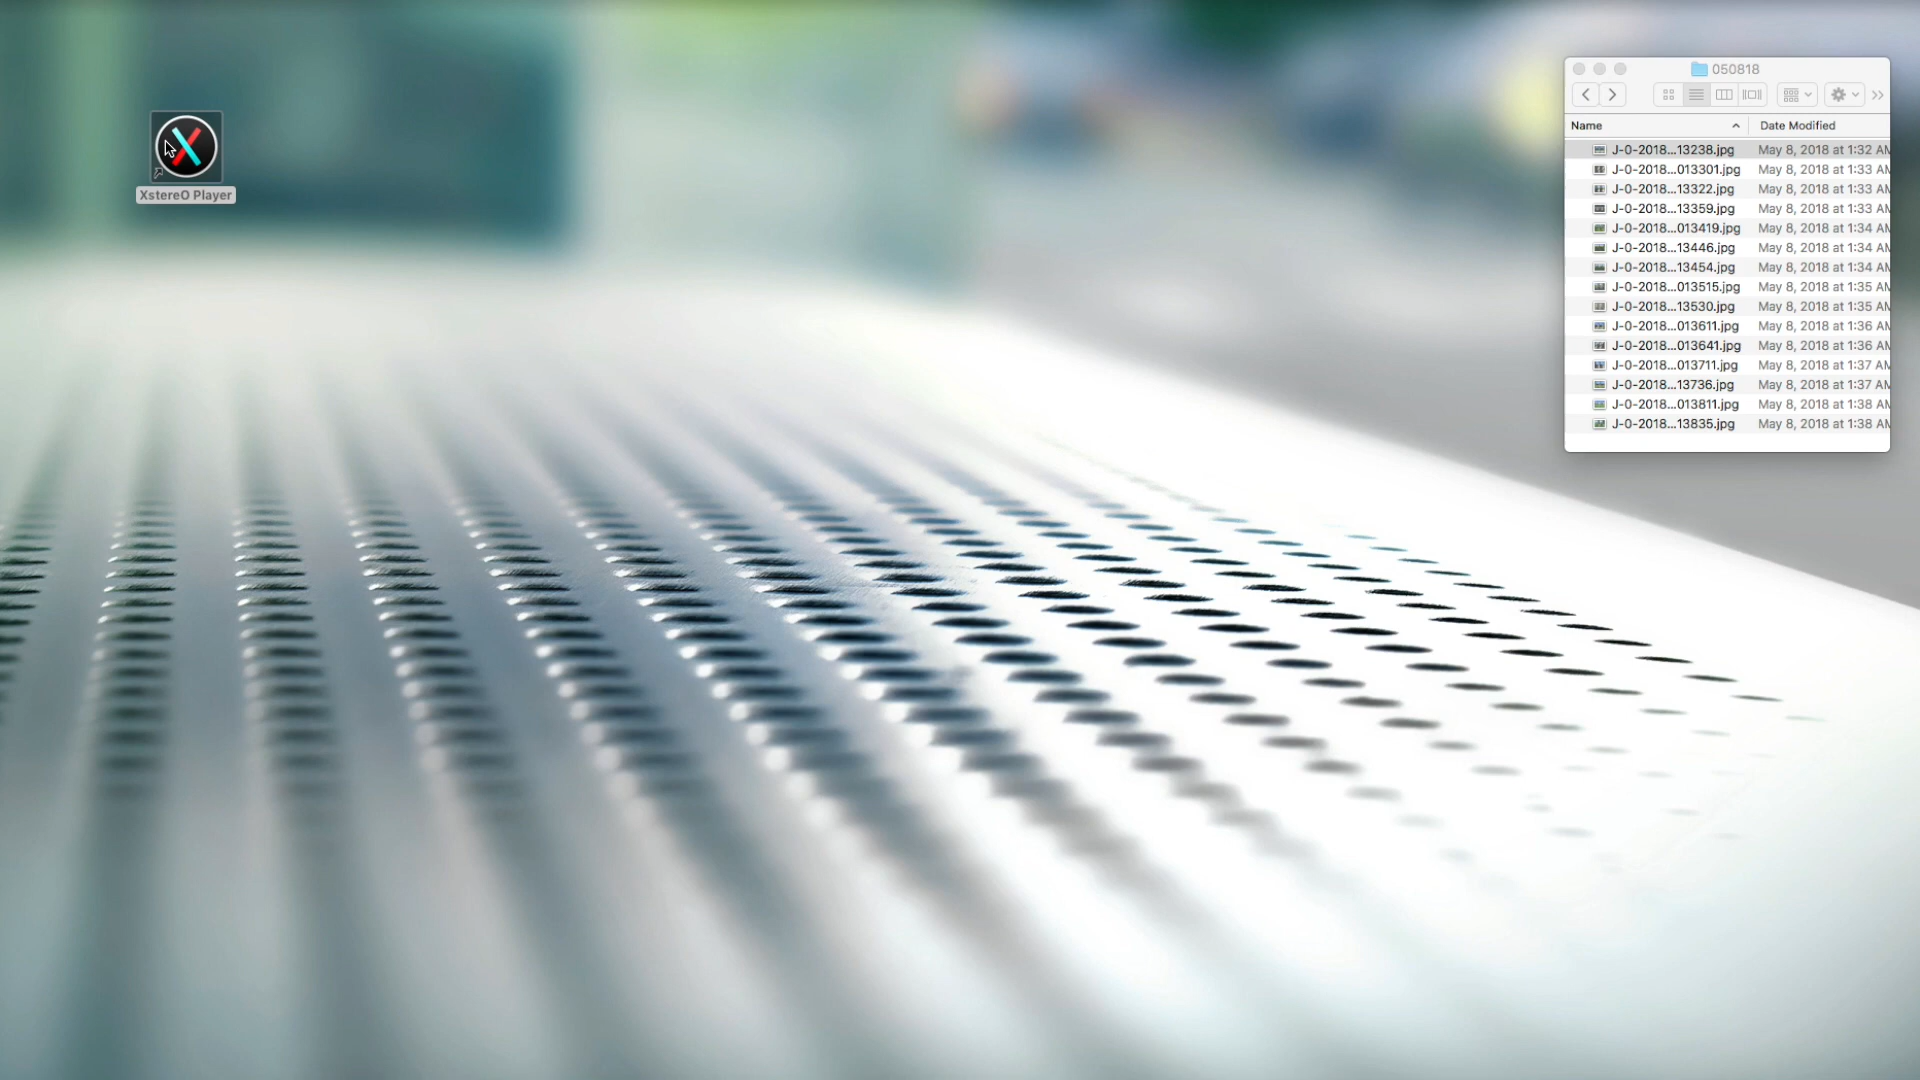 XstereO Player
050818
Name Date Modified
J-0-2018...13238.jpg May 8, 2018 at 1:32 AM
J-0-2018...013301.jpg May 8, 2018 at 1:33 AM
J-0-2018...13322.jpg May 8, 2018 at 1:33 AM
J-0-2018...13359.jpg May 8, 2018 at 1:33 AM
J-0-2018...013419.jpg May 8, 2018 at 1:34 AM
J-0-2018...13446.jpg May 8, 2018 at 1:34 AM
J-0-2018...13454.jpg May 8, 2018 at 1:34 AM
J-0-2018...013515.jpg May 8, 2018 at 1:35 AM
J-0-2018...13530.jpg May 8, 2018 at 1:35 AM
J-0-2018...013611.jpg May 8, 2018 at 1:36 AM
J-0-2018...013641.jpg May 8, 2018 at 1:36 AM
J-0-2018...013711.jpg May 8, 2018 at 1:37 AM
J-0-2018...13736.jpg May 8, 2018 at 1:37 AM
J-0-2018...013811.jpg May 8, 2018 at 1:38 AM
J-0-2018...13835.jpg May 8, 2018 at 1:38 AM